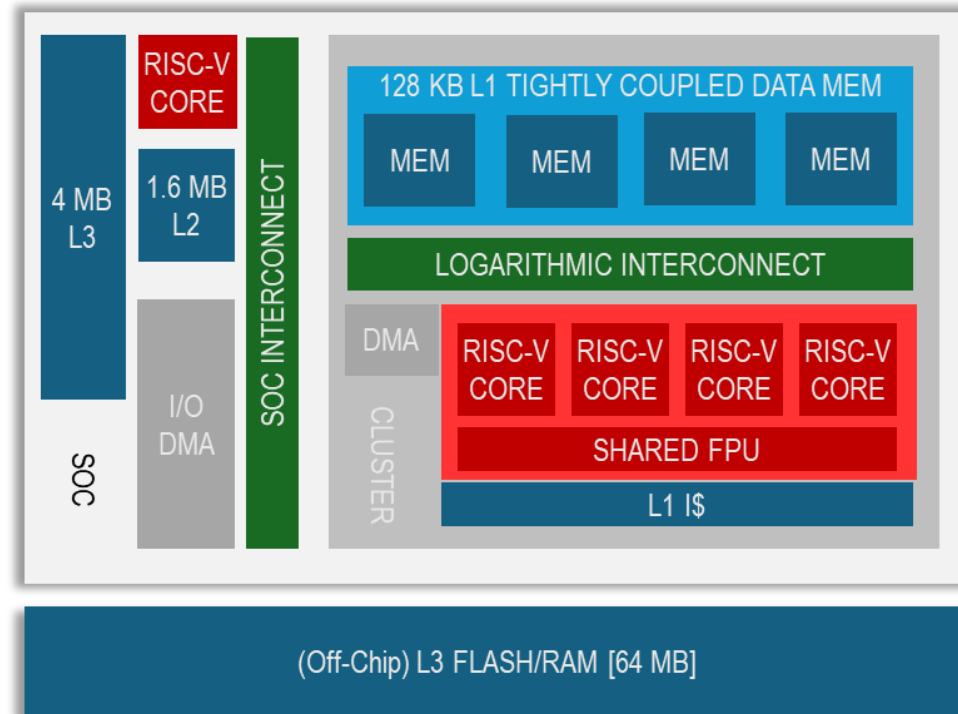 4 MB
L3
SOC
RISC-V
CORE
1.6 MB
L2
I/O
DMA
SOC INTERCONNECT
128 KB L1 TIGHTLY COUPLED DATA MEM
MEM
MEM
MEM
MEM
LOGARITHMIC INTERCONNECT
DMA
CLUSTER
RISC-V
CORE
RISC-V
CORE
RISC-V
CORE
RISC-V
CORE
SHARED FPU
L1 I$
(Off-Chip) L3 FLASH/RAM [64 MB]